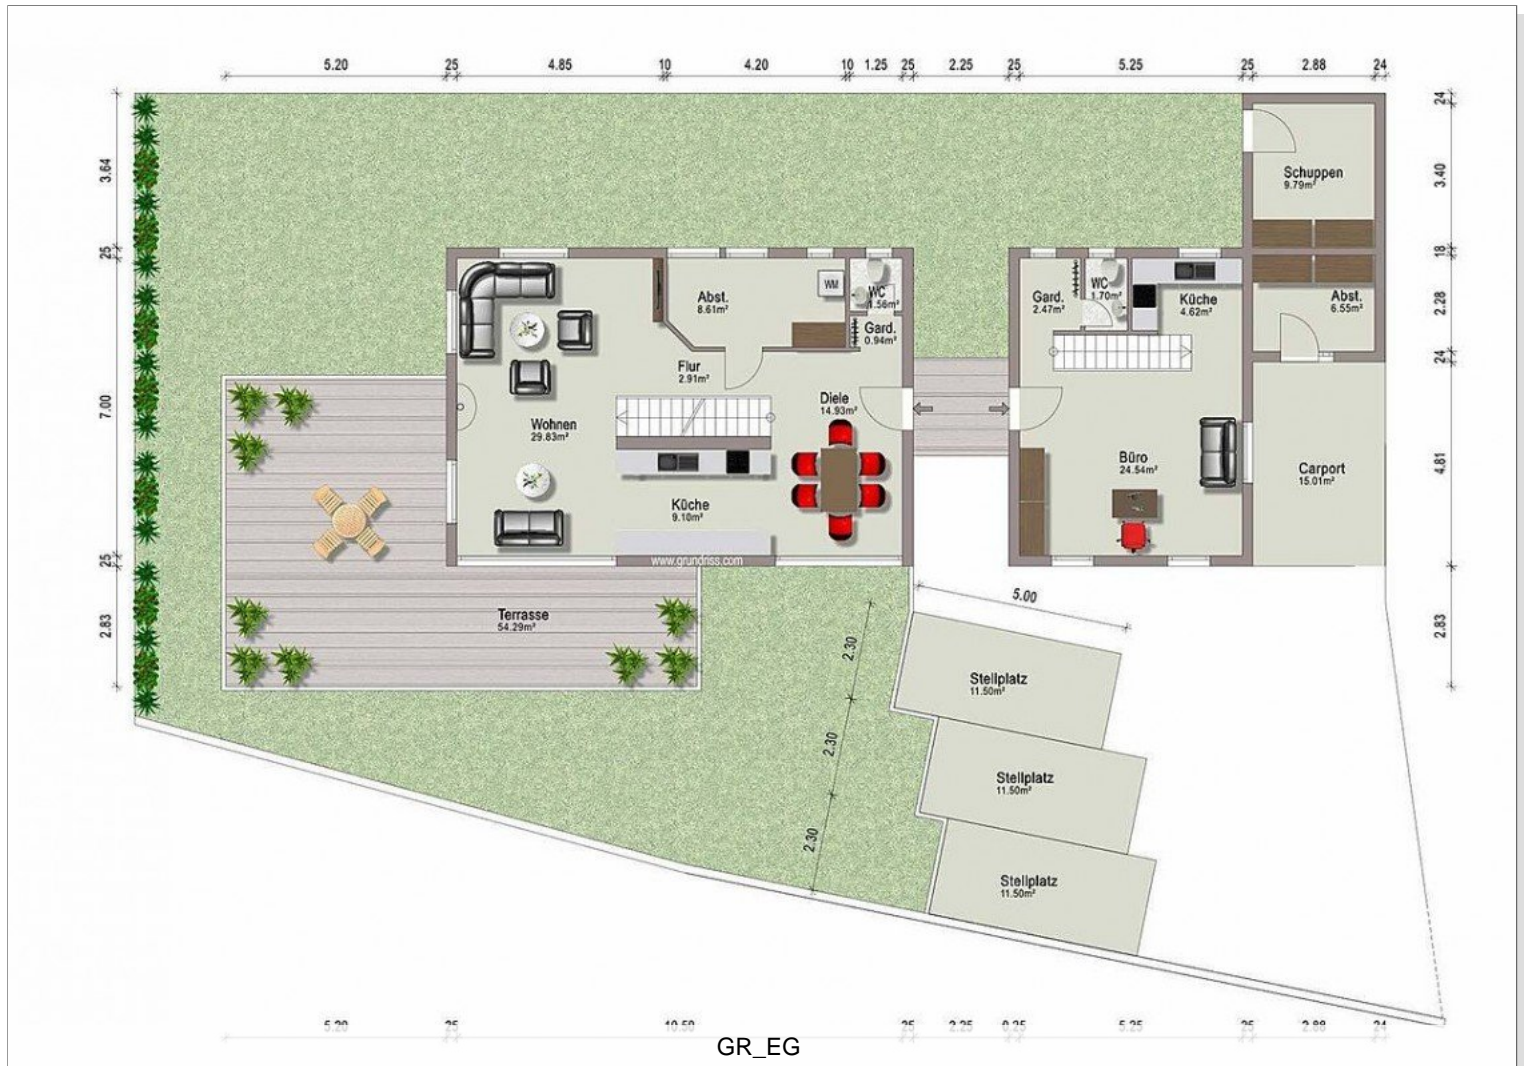 5.20 25 4.85 10 4.20 10 1.25 25 2.25 25 5.25 25 2.88 24
24
3.64
Schuppen
9.79m²
3.40
25
18
Abst.
8.61m²
WM
WC
1.56m²
Gard.
0.94m²
Gard.
2.47m²
WC
1.70m²
Küche
4.62m²
Abst.
6.55m²
2.28
24
Flur
2.91m²
7.00
Wohnen
29.83m²
Diele
14.93m²
Büro
24.54m²
Carport
15.01m²
4.81
Küche
9.10m²
www.grundriss.com
25
5.00
Terrasse
54.29m²
2.83
2.83
2.30
Stellplatz
11.50m²
2.30
Stellplatz
11.50m²
2.30
Stellplatz
11.50m²
5.20 25 10.50 25 2.25 0.25 5.25 25 2.88 24
GR_EG